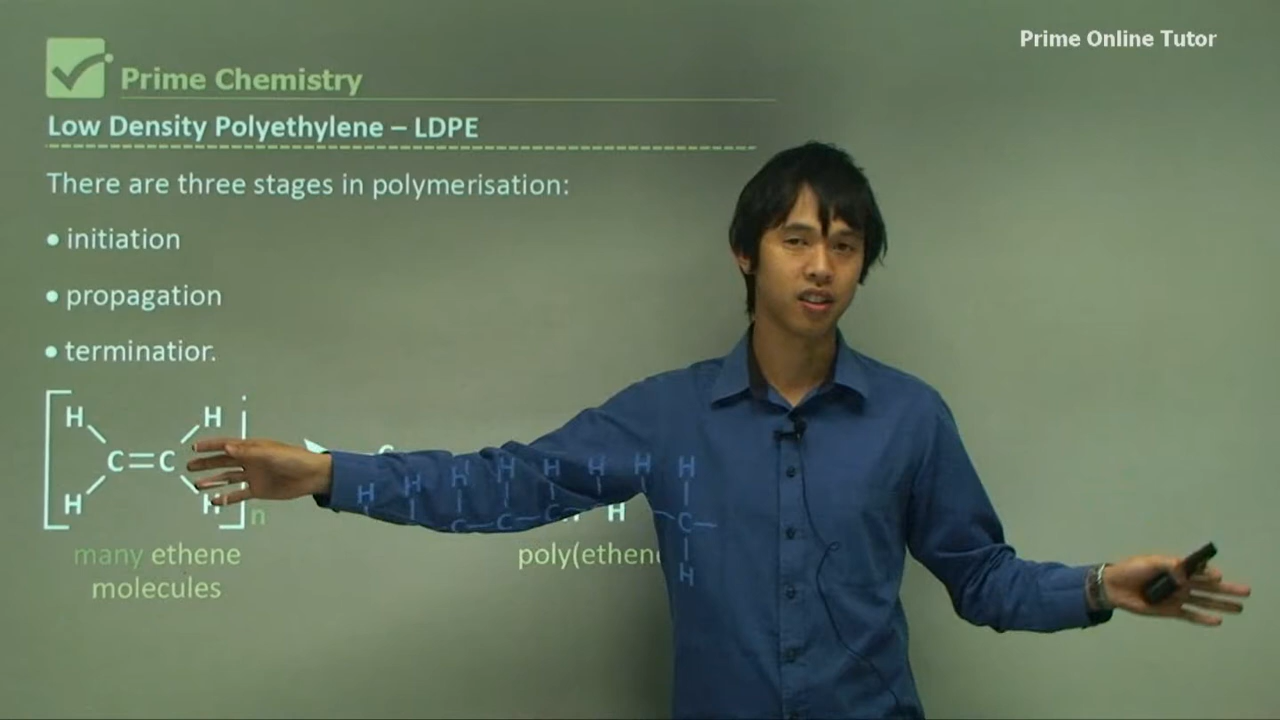 Prime Online Tutor
Prime Chemistry
Low Density Polyethylene – LDPE
There are three stages in polymerisation:
• initiation
• propagation
• termination.
H H
C=C
H H
n
many ethene
molecules
H H H H H H H H
C C C C
H
H
poly(ethene